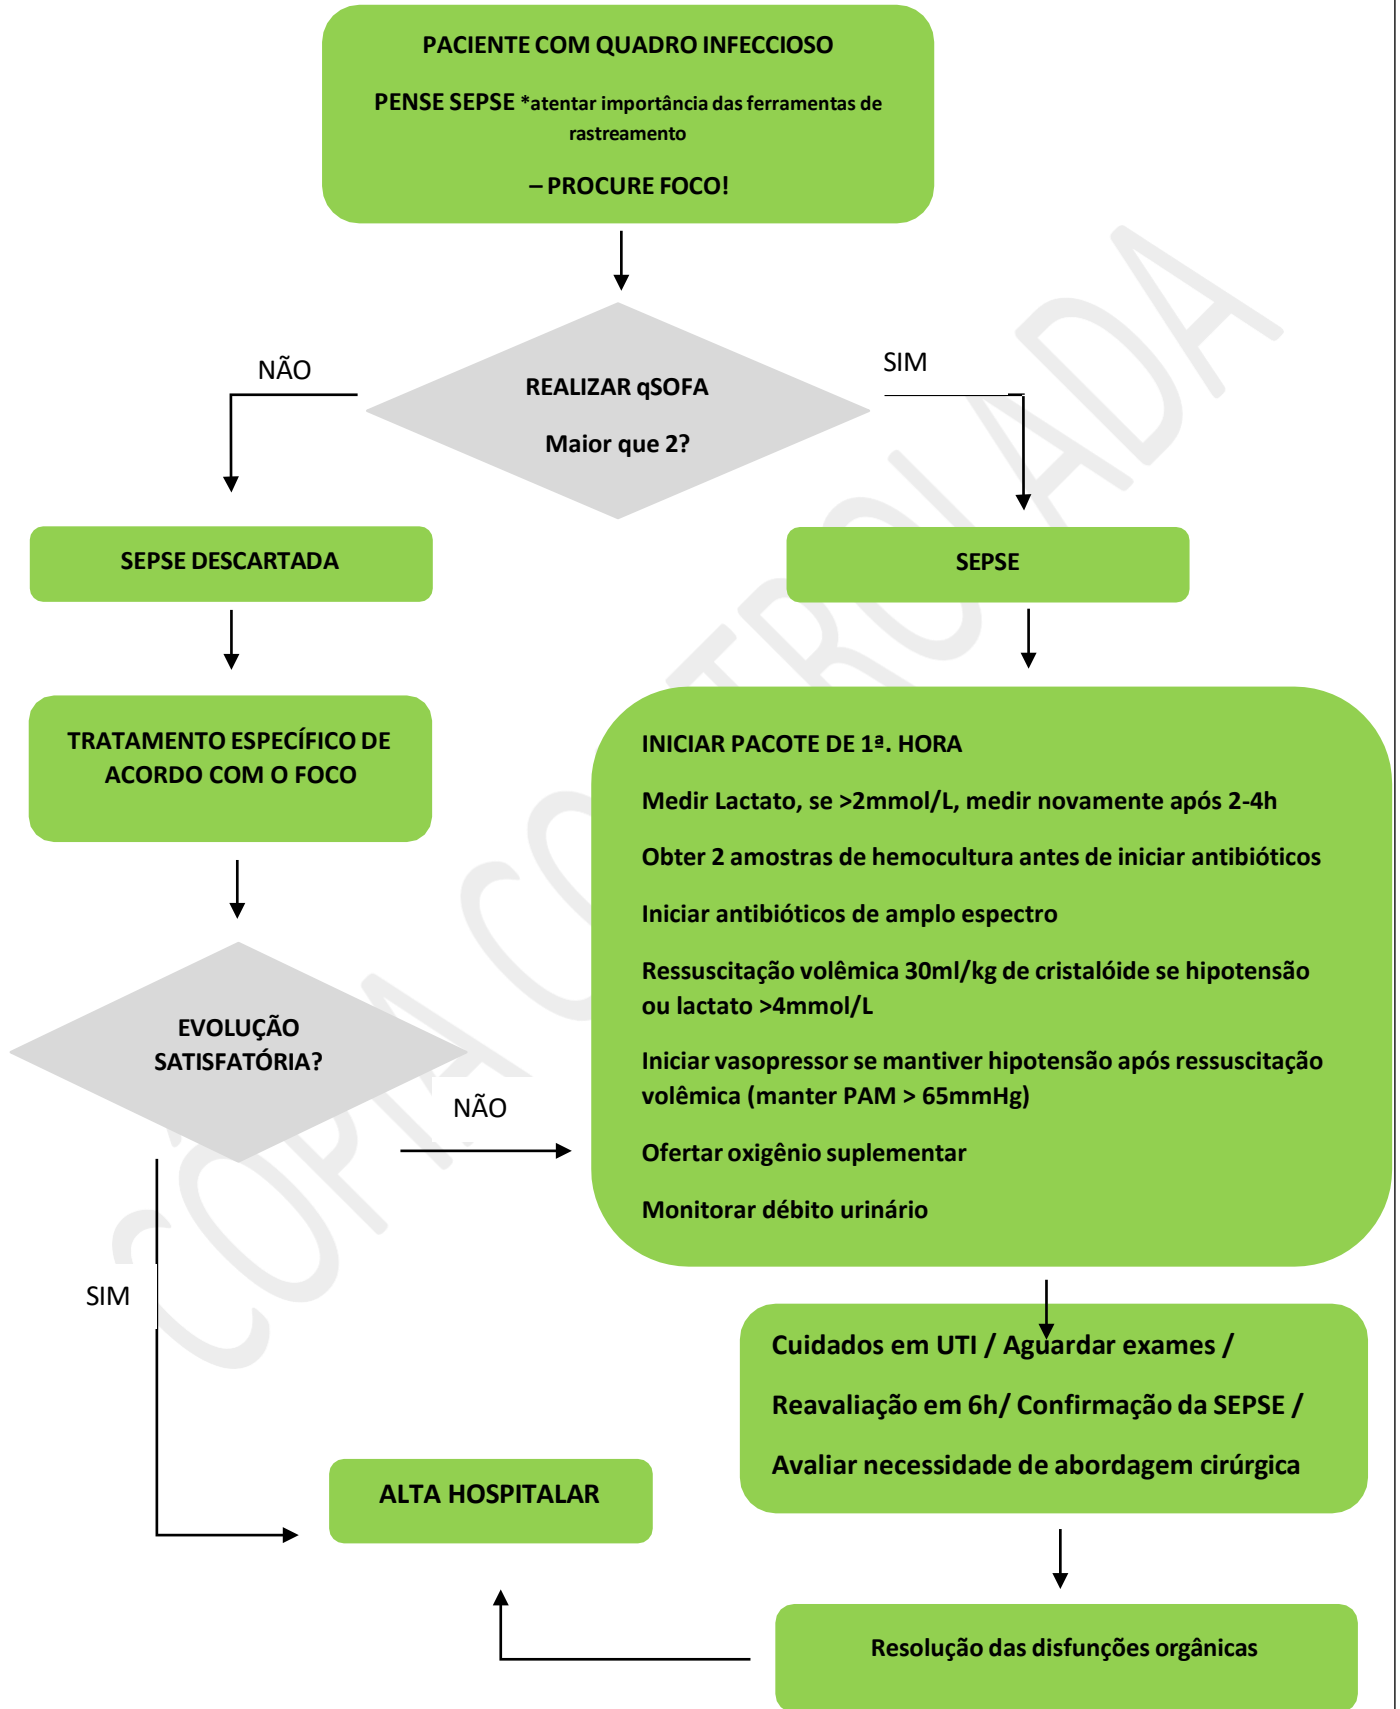 PACIENTE COM QUADRO INFECCIOSO
PENSE SEPSE *atentar importância das ferramentas de
rastreamento
– PROCURE FOCO!
NÃO
SIM
REALIZAR qSOFA
Maior que 2?
SEPSE DESCARTADA
SEPSE
TRATAMENTO ESPECÍFICO DE
ACORDO COM O FOCO
INICIAR PACOTE DE 1ª. HORA
Medir Lactato, se >2mmol/L, medir novamente após 2-4h
Obter 2 amostras de hemocultura antes de iniciar antibióticos
Iniciar antibióticos de amplo espectro
Ressuscitação volêmica 30ml/kg de cristalóide se hipotensão
ou lactato >4mmol/L
Iniciar vasopressor se mantiver hipotensão após ressuscitação
volêmica (manter PAM > 65mmHg)
Ofertar oxigênio suplementar
Monitorar débito urinário
EVOLUÇÃO
SATISFATÓRIA?
NÃO
SIM
Cuidados em UTI / Aguardar exames /
Reavaliação em 6h/ Confirmação da SEPSE /
Avaliar necessidade de abordagem cirúrgica
ALTA HOSPITALAR
Resolução das disfunções orgânicas
CÓPIA CONTROLADA